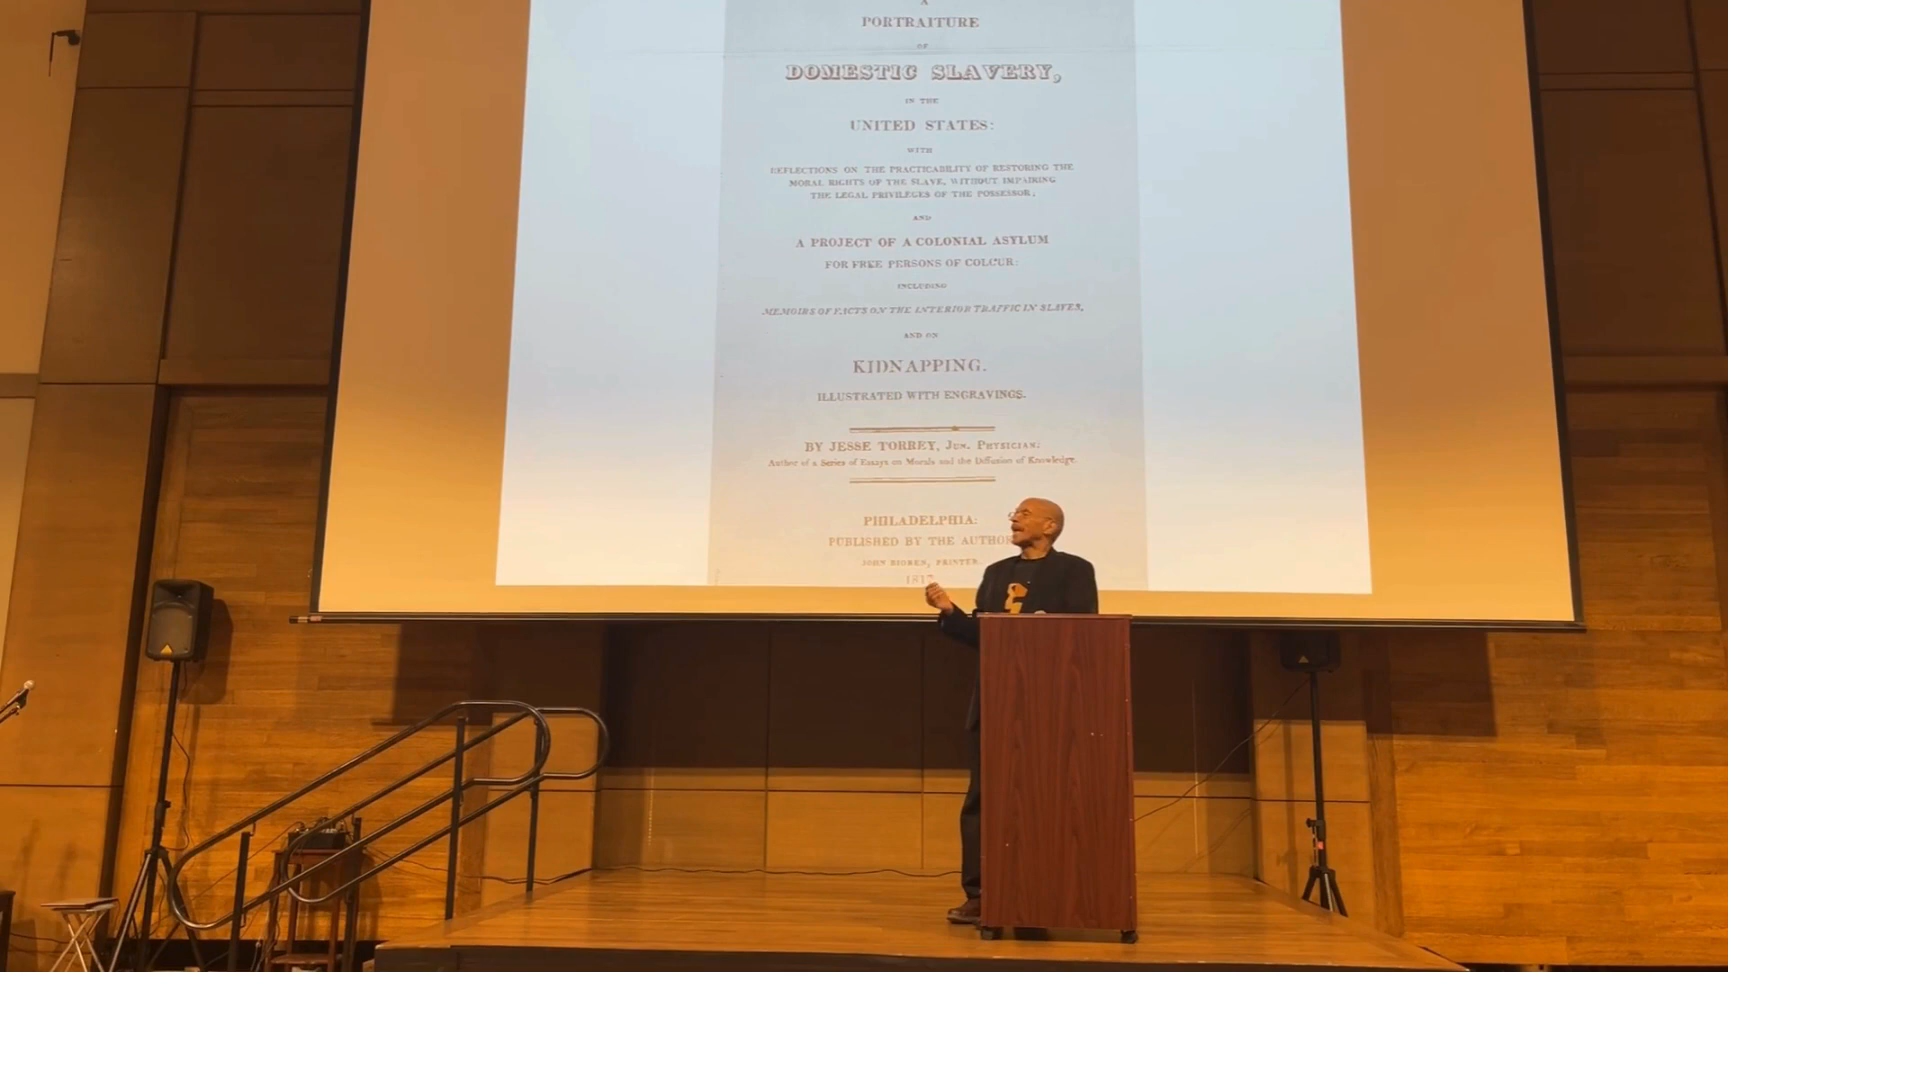 A
PORTRAITURE
OF
DOMESTIC SLAVERY,
IN THE
UNITED STATES:
WITH
REFLECTIONS ON THE PRACTICABILITY OF RESTORING THE
MORAL RIGHTS OF THE SLAVE, WITHOUT IMPAIRING
THE LEGAL PRIVILEGES OF THE POSSESSOR;
AND
A PROJECT OF A COLONIAL ASYLUM
FOR FREE PERSONS OF COLOUR:
INCLUDING
MEMOIRS OF FACTS ON THE INTERIOR TRAFFIC IN SLAVES,
AND ON
KIDNAPPING.
ILLUSTRATED WITH ENGRAVINGS.
BY JESSE TORREY, JUN. PHYSICIAN:
Author of a Series of Essays on Morals and the Diffusion of Knowledge.
PHILADELPHIA:
PUBLISHED BY THE AUTHOR
JOHN BIOREN, PRINTER
1817